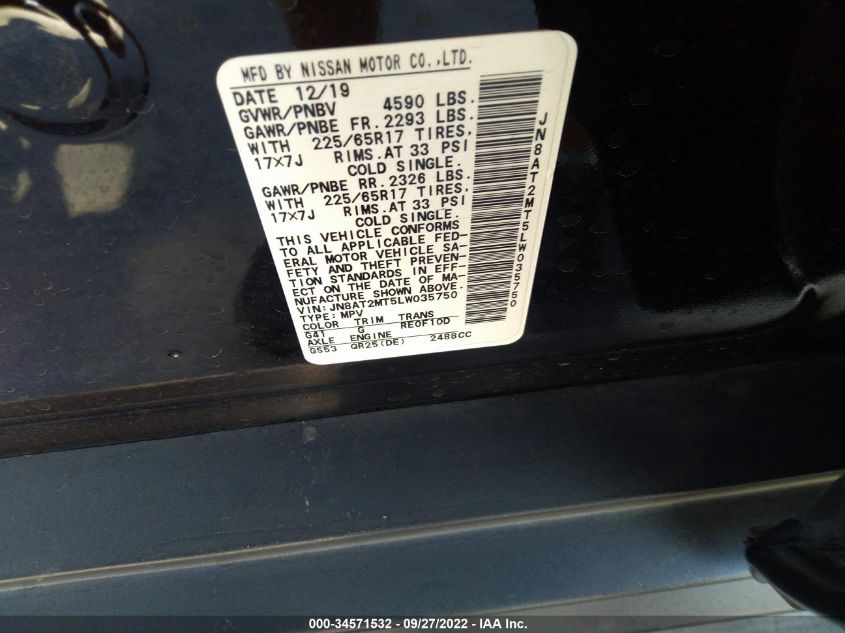 MFD BY NISSAN MOTOR CO.,LTD.
DATE 12/19
GVWR/PNBV 4590 LBS.
GAWR/PNBE FR. 2293 LBS.
WITH 225/65R17 TIRES,
17X7J RIMS.AT 33 PSI
COLD SINGLE.
GAWR/PNBE RR. 2326 LBS.
WITH 225/65R17 TIRES,
17X7J RIMS.AT 33 PSI
COLD SINGLE.
THIS VEHICLE CONFORMS
TO ALL APPLICABLE FED-
ERAL MOTOR VEHICLE SA-
FETY AND THEFT PREVEN-
TION STANDARDS IN EFF-
ECT ON THE DATE OF MA-
NUFACTURE SHOWN ABOVE.
VIN: JN8AT2MT5LW035750
TYPE: MPV
COLOR TRIM TRANS
G41 G RE0F10D
AXLE ENGINE
GS53 QR25(DE) 2488CC
JN8AT2MT5LW035750
000-34571532 - 09/27/2022 - IAA Inc.